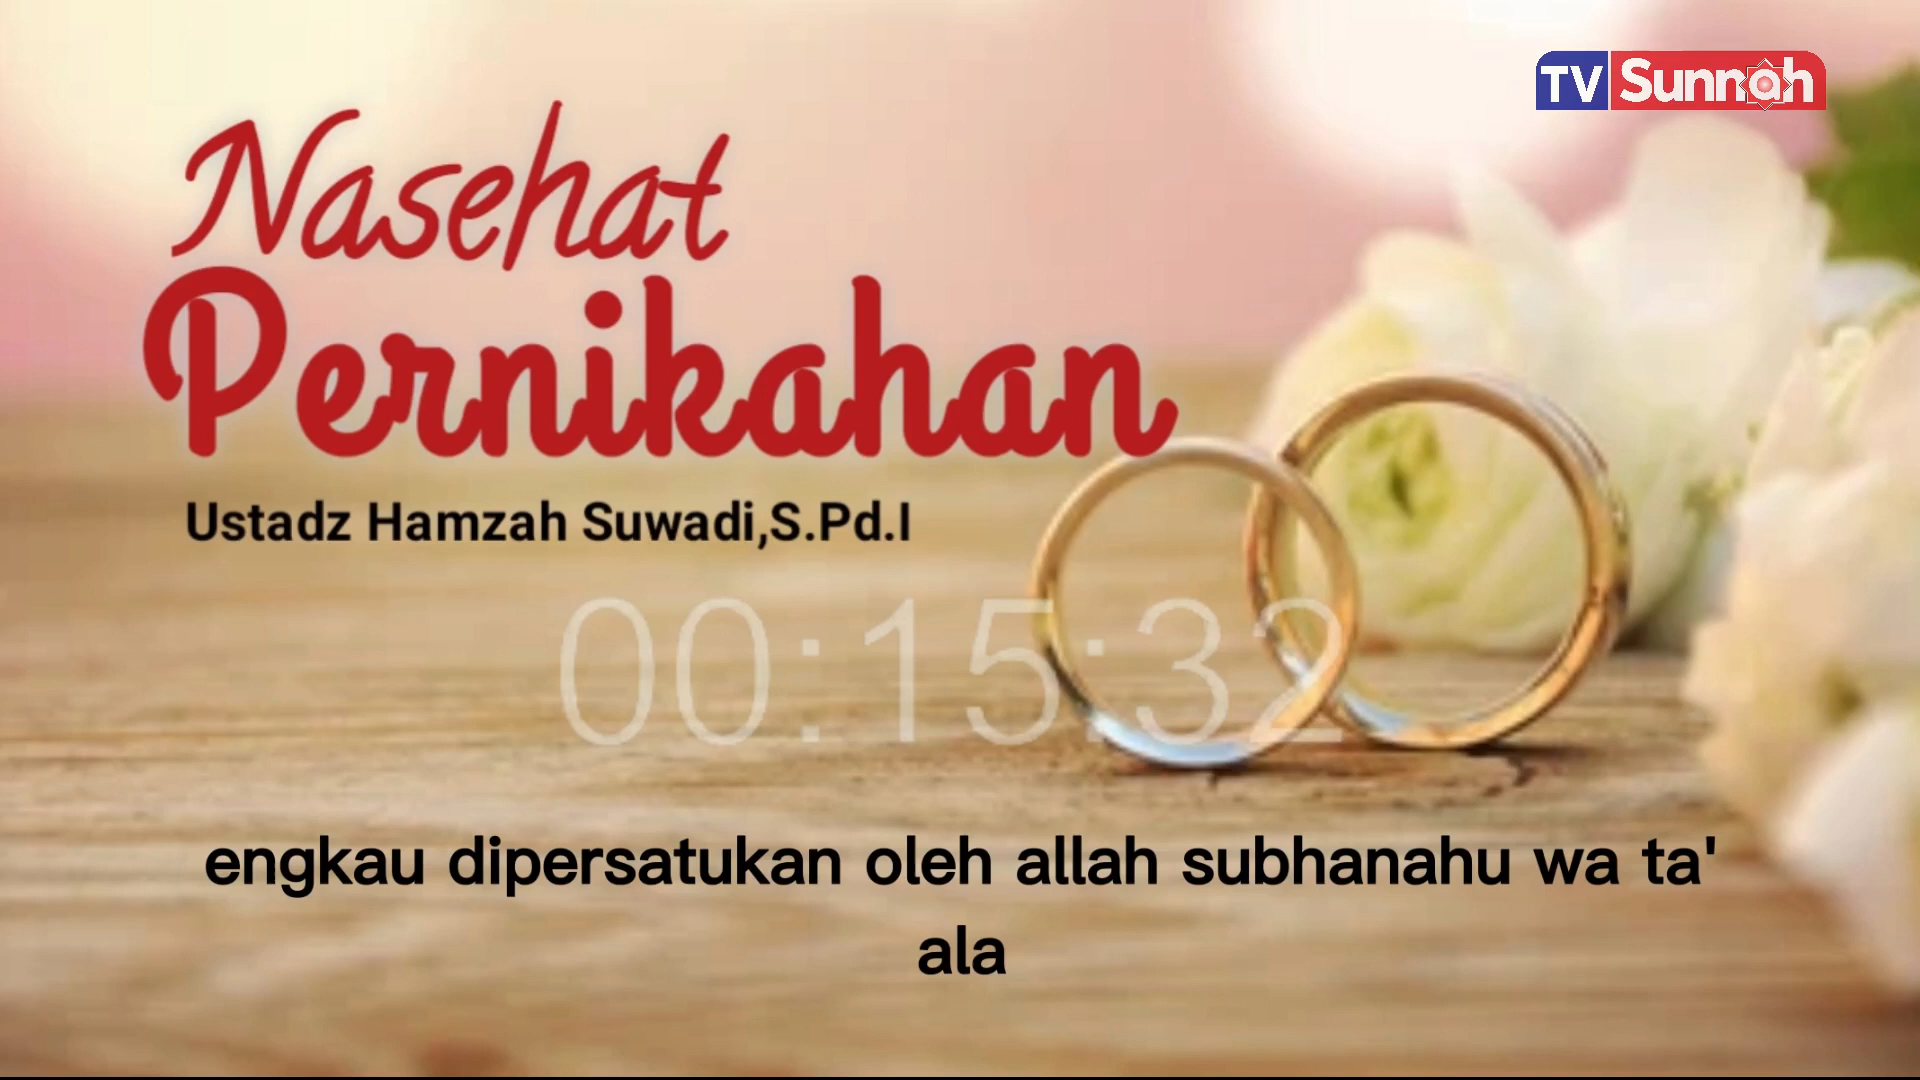 TV Sunnah
Nasehat
Pernikahan
Ustadz Hamzah Suwadi,S.Pd.I
00:15:32
engkau dipersatukan oleh allah subhanahu wa ta'
ala